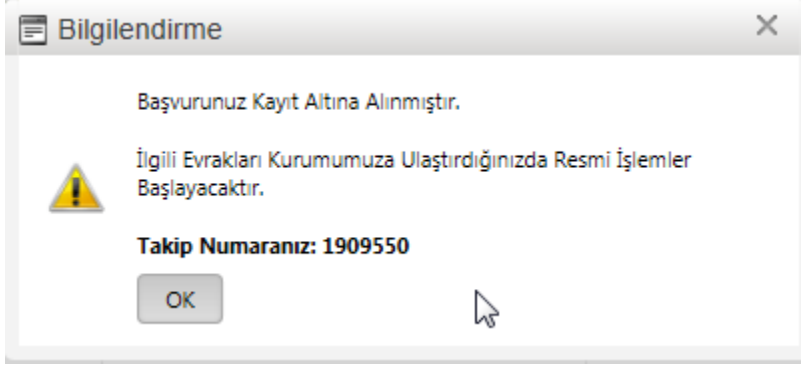 Bilgilendirme
Başvurunuz Kayıt Altına Alınmıştır.
İlgili Evrakları Kurumumuza Ulaştırdığınızda Resmi İşlemler
Başlayacaktır.
Takip Numaranız: 1909550
OK